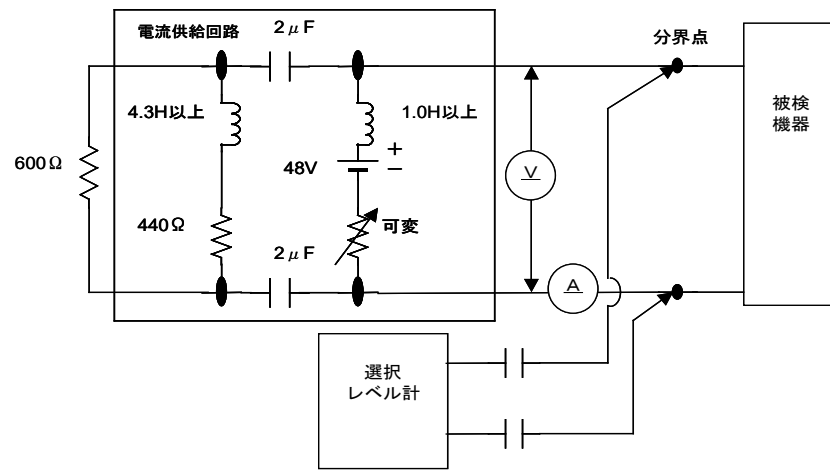 電流供給回路
2μF
分界点
4.3H以上
1.0H以上
被検
機器
600Ω
48V
+
−
V
440Ω
可変
2μF
A
選択
レベル計